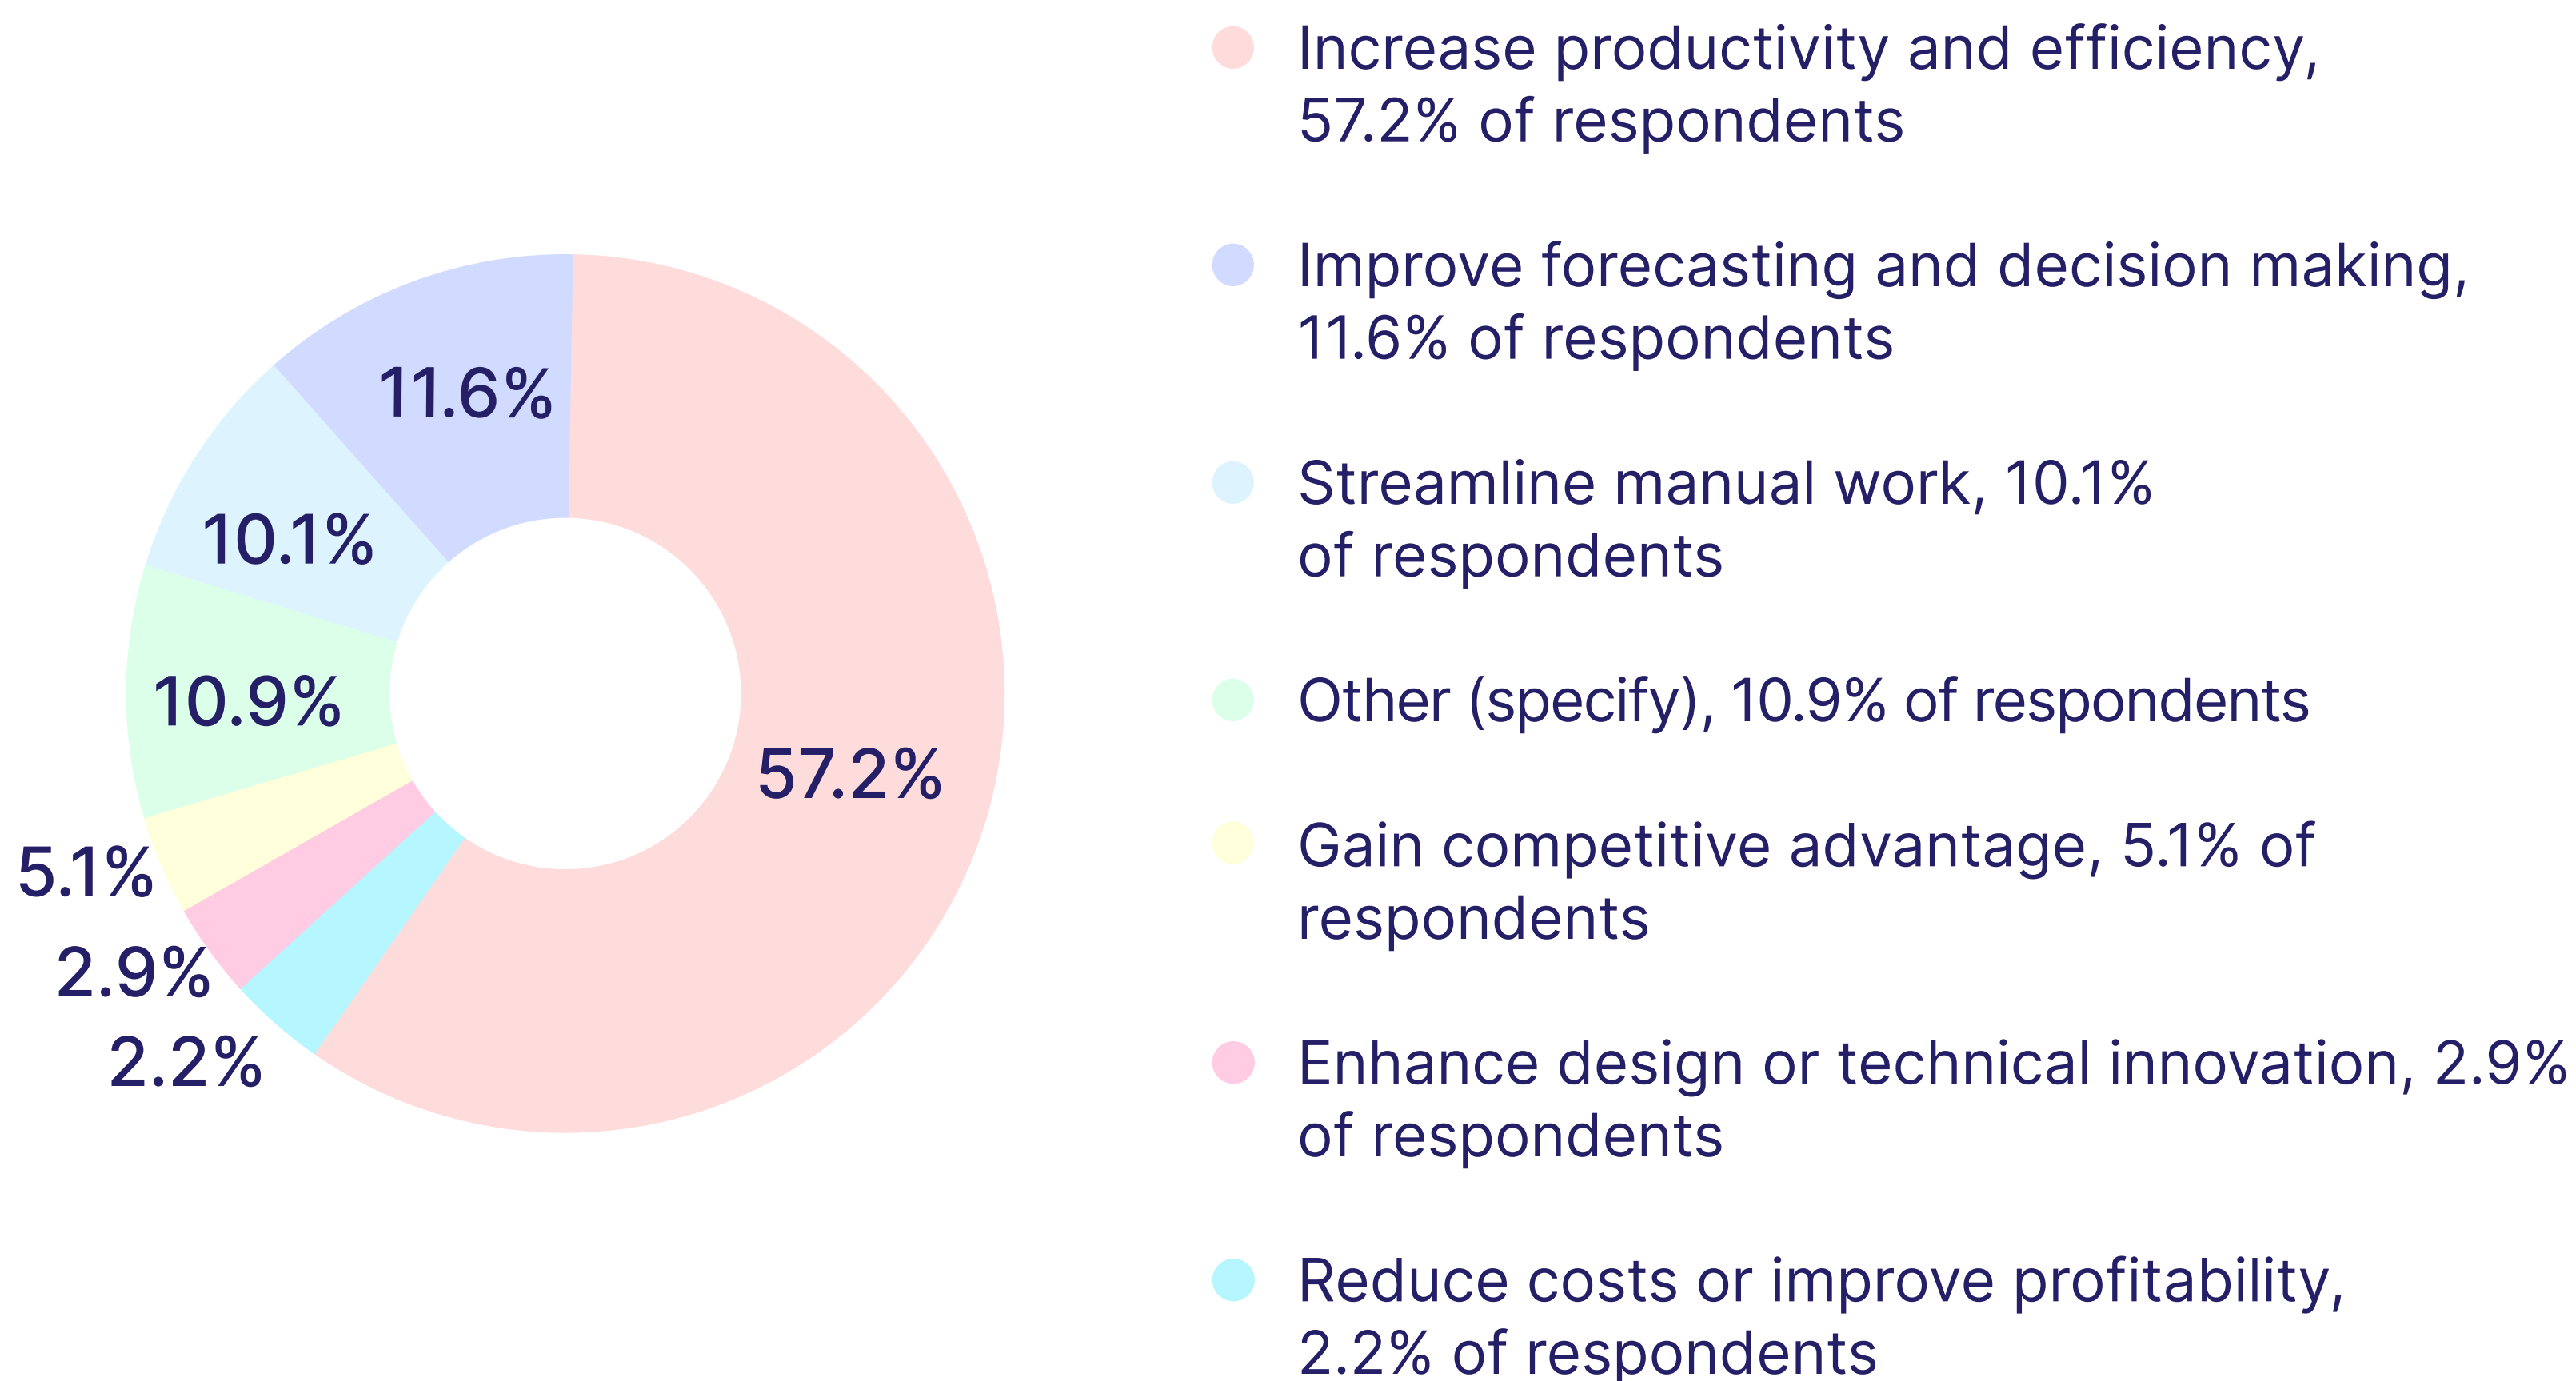 11.6%
10.1%
10.9%
57.2%
5.1%
2.9%
2.2%
Increase productivity and efficiency,
57.2% of respondents
Improve forecasting and decision making,
11.6% of respondents
Streamline manual work, 10.1%
of respondents
Other (specify), 10.9% of respondents
Gain competitive advantage, 5.1% of
respondents
Enhance design or technical innovation, 2.9%
of respondents
Reduce costs or improve profitability,
2.2% of respondents